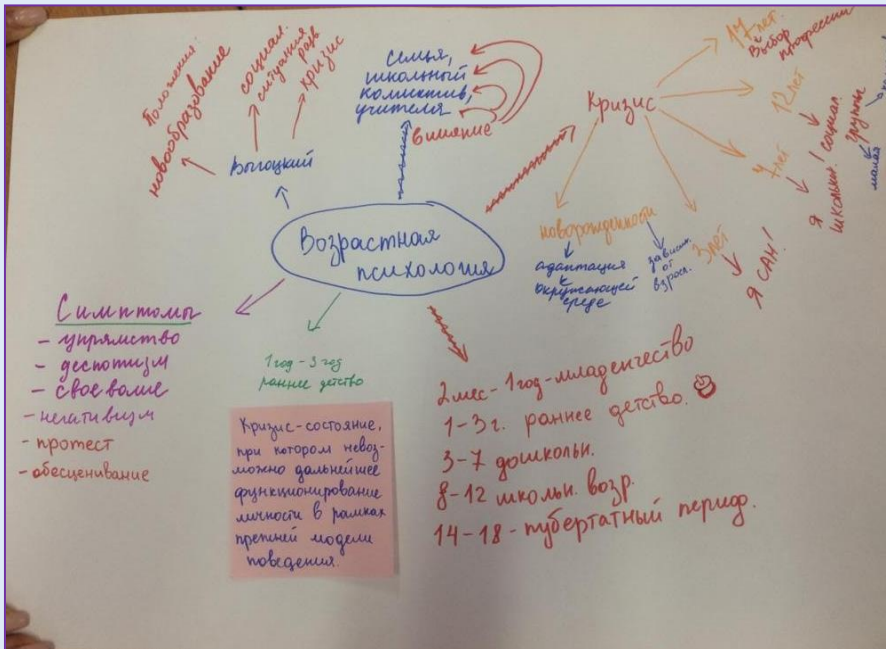 Положения:
новообразование
социал.
ситуация
разв
кризис
Выгоцкий
семья,
школьный
коллектив,
учителя
влияние
Кризис
17 лет.
Выбор
професии
12 лет
социал
группы
малая
7 лет
Я
школьник!
3 лет
Я САМ!
новорожденности
адаптация
к
окружающей
среде
зависим.
от
взросл.
Возрастная
психология
Симптомы
- упрямство
- деспотизм
- своеволие
- негативизм
- протест
- обесценивание
1 год - 3 год
раннее детство
Кризис - состояние,
при котором невоз-
можно дальнейшее
функционирование
личности в рамках
прежней модели
поведения.
2 мес - 1 год - младенчество
1 - 3 г. раннее детство.
3 - 7 дошкольн.
8 - 12 школьн. возр.
14 - 18 - пубертатный период.